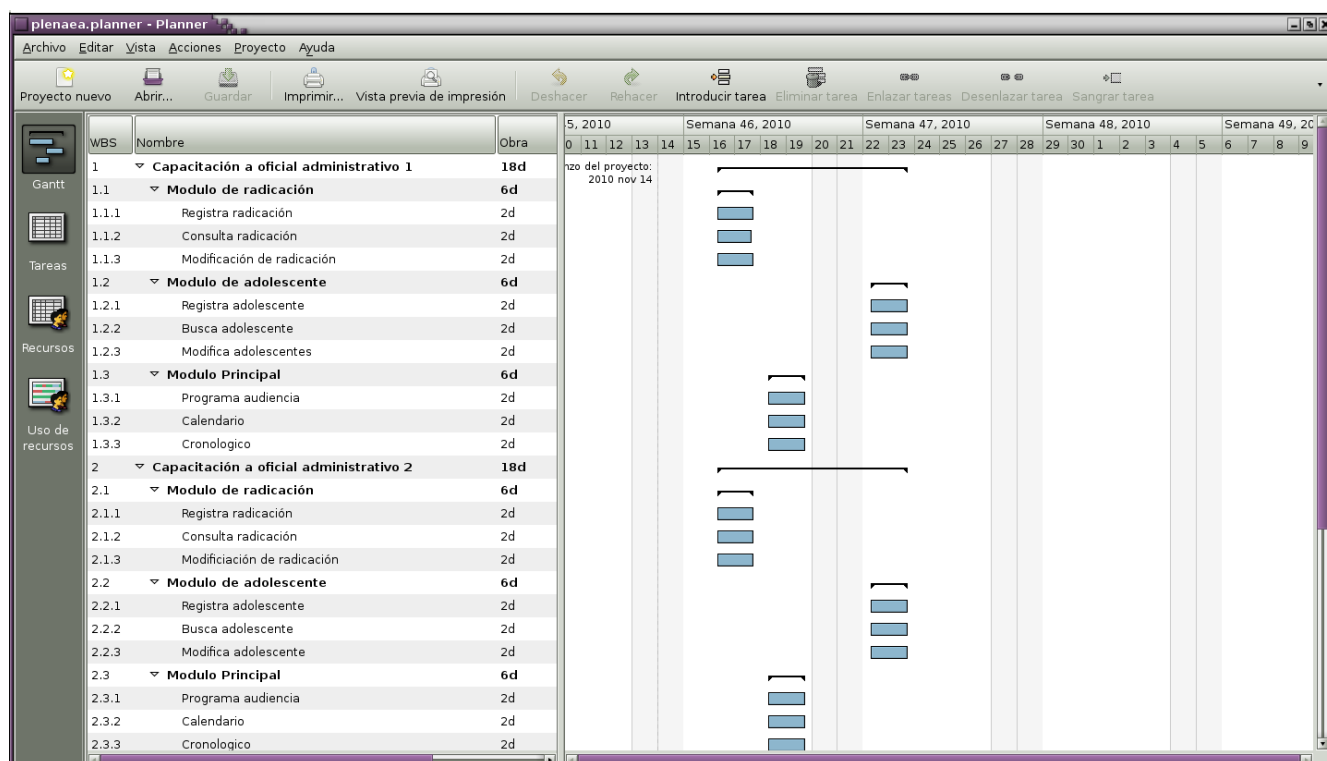 plenaea.planner - Planner
Archivo Editar Vista Acciones Proyecto Ayuda
Proyecto nuevo Abrir... Guardar Imprimir... Vista previa de impresión Deshacer Rehacer Introducir tarea Eliminar tarea Enlazar tareas Desenlazar tarea Sangrar tarea
Gantt
Tareas
Recursos
Uso de
recursos
WBS Nombre Obra
1 Capacitación a oficial administrativo 1 18d
1.1 Modulo de radicación 6d
1.1.1 Registra radicación 2d
1.1.2 Consulta radicación 2d
1.1.3 Modificación de radicación 2d
1.2 Modulo de adolescente 6d
1.2.1 Registra adolescente 2d
1.2.2 Busca adolescente 2d
1.2.3 Modifica adolescentes 2d
1.3 Modulo Principal 6d
1.3.1 Programa audiencia 2d
1.3.2 Calendario 2d
1.3.3 Cronologico 2d
2 Capacitación a oficial administrativo 2 18d
2.1 Modulo de radicación 6d
2.1.1 Registra radicación 2d
2.1.2 Consulta radicación 2d
2.1.3 Modificiación de radicación 2d
2.2 Modulo de adolescente 6d
2.2.1 Registra adolescente 2d
2.2.2 Busca adolescente 2d
2.2.3 Modifica adolescente 2d
2.3 Modulo Principal 6d
2.3.1 Programa audiencia 2d
2.3.2 Calendario 2d
2.3.3 Cronologico 2d
5, 2010 Semana 46, 2010 Semana 47, 2010 Semana 48, 2010 Semana 49, 20
0 11 12 13 14 15 16 17 18 19 20 21 22 23 24 25 26 27 28 29 30 1 2 3 4 5 6 7 8 9
nzo del proyecto:
2010 nov 14